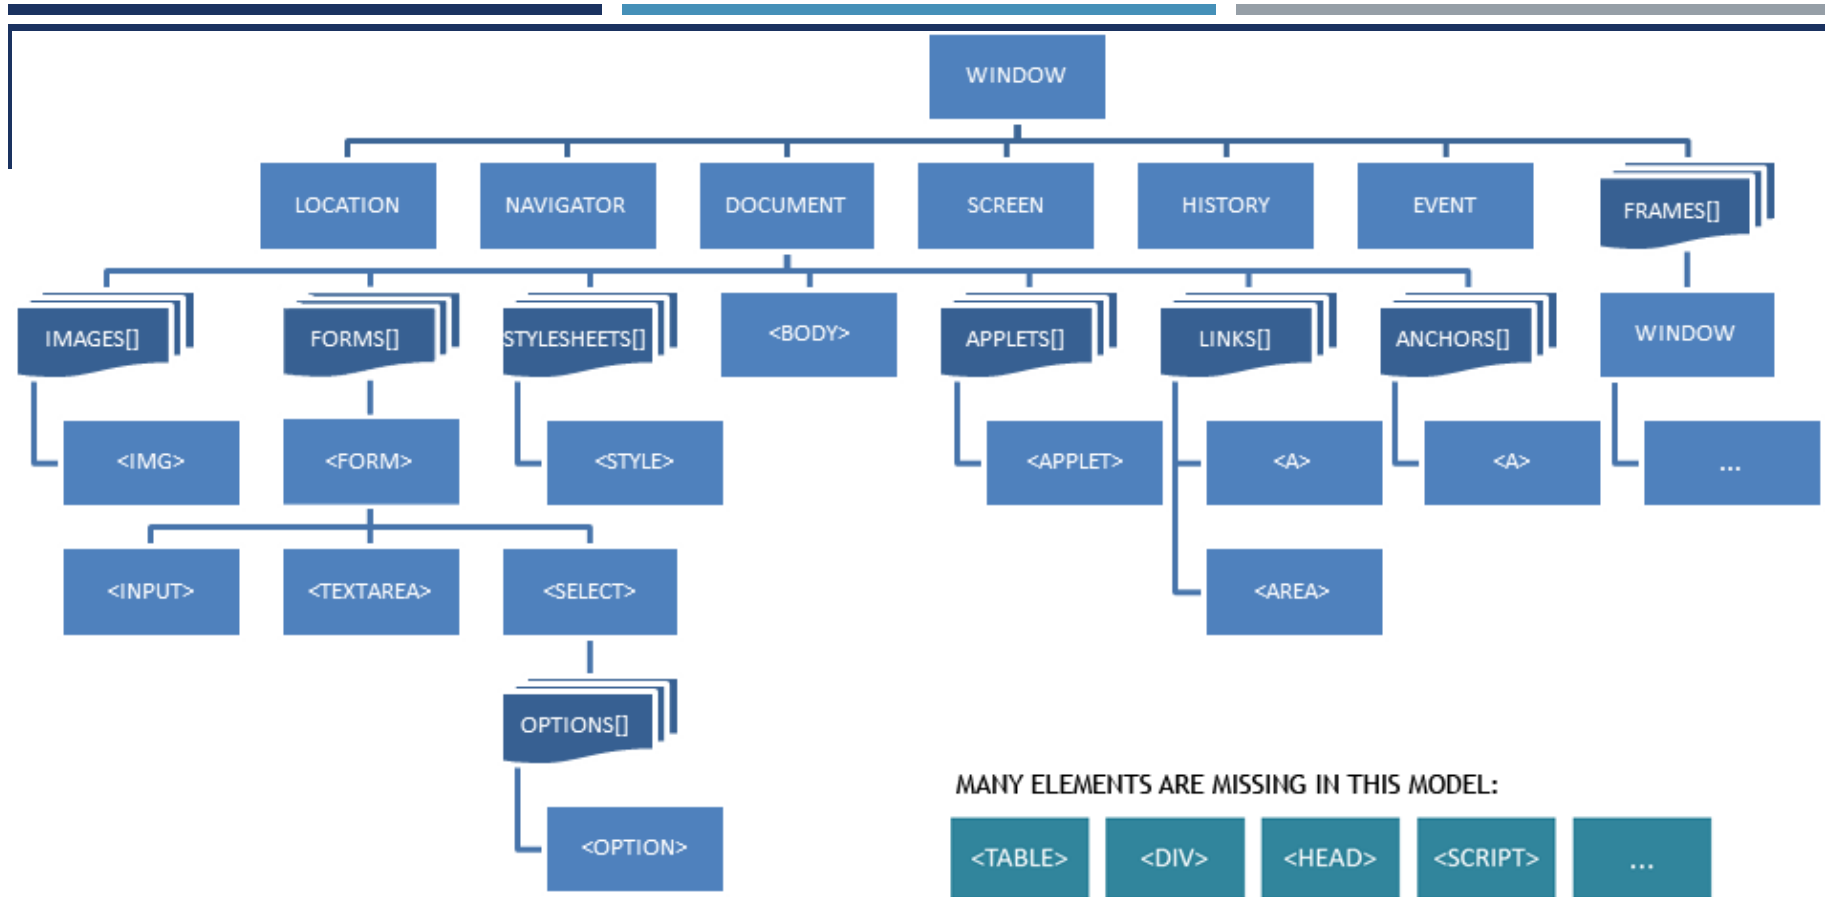 WINDOW
LOCATION
NAVIGATOR
DOCUMENT
SCREEN
HISTORY
EVENT
FRAMES[]
IMAGES[]
FORMS[]
STYLESHEETS[]
<BODY>
APPLETS[]
LINKS[]
ANCHORS[]
WINDOW
<IMG>
<FORM>
<STYLE>
<APPLET>
<A>
<A>
...
<INPUT>
<TEXTAREA>
<SELECT>
<AREA>
OPTIONS[]
<OPTION>
MANY ELEMENTS ARE MISSING IN THIS MODEL:
<TABLE>
<DIV>
<HEAD>
<SCRIPT>
...